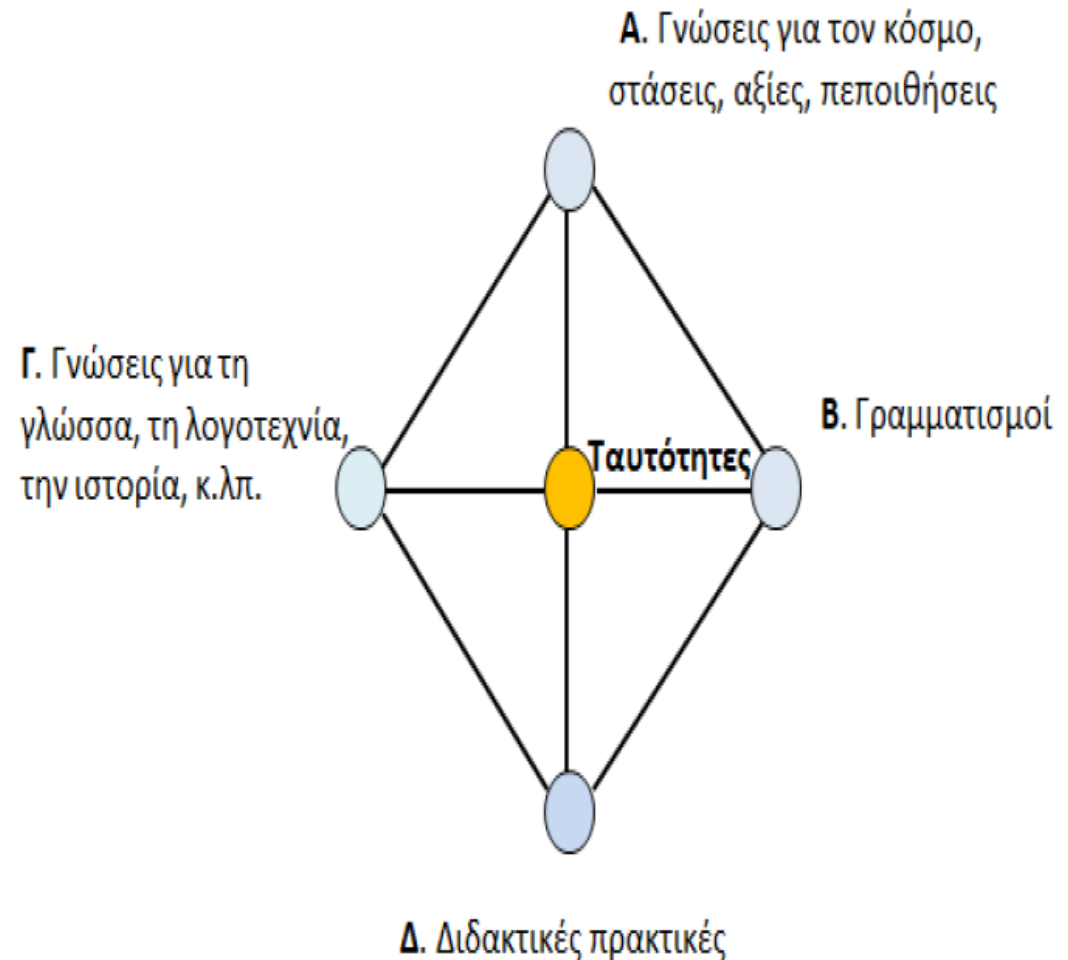 Α. Γνώσεις για τον κόσμο,
στάσεις, αξίες, πεποιθήσεις
Γ. Γνώσεις για τη
γλώσσα, τη λογοτεχνία,
την ιστορία, κ.λπ.
Ταυτότητες
Β. Γραμματισμοί
Δ. Διδακτικές πρακτικές